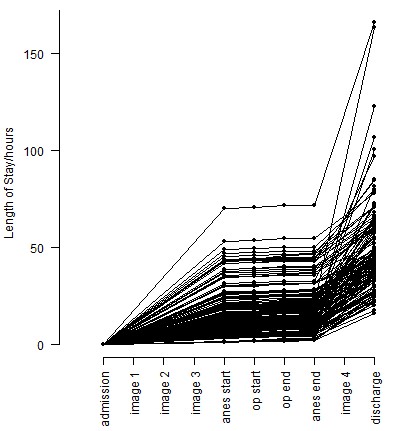 Length of Stay/hours
150
100
50
0
admission
image 1
image 2
image 3
anes start
op start
op end
anes end
image 4
discharge